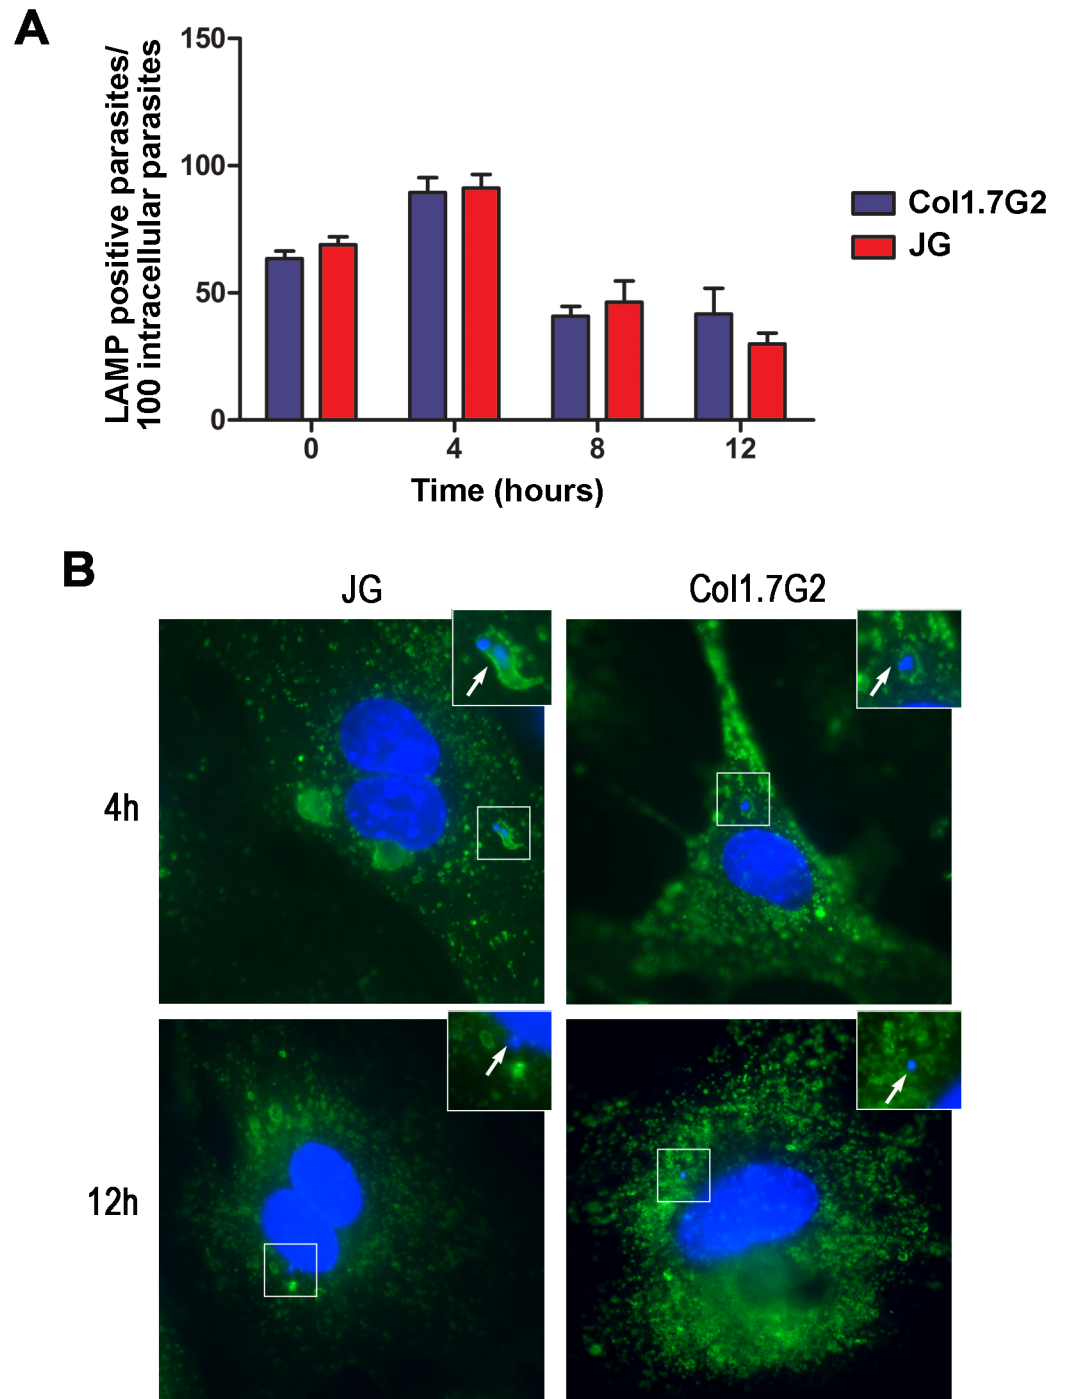 A
150
100
50
0
LAMP positive parasites/
100 intracellular parasites
0 4 8 12
Time (hours)
Col1.7G2
JG
B
JG Col1.7G2
4h
12h